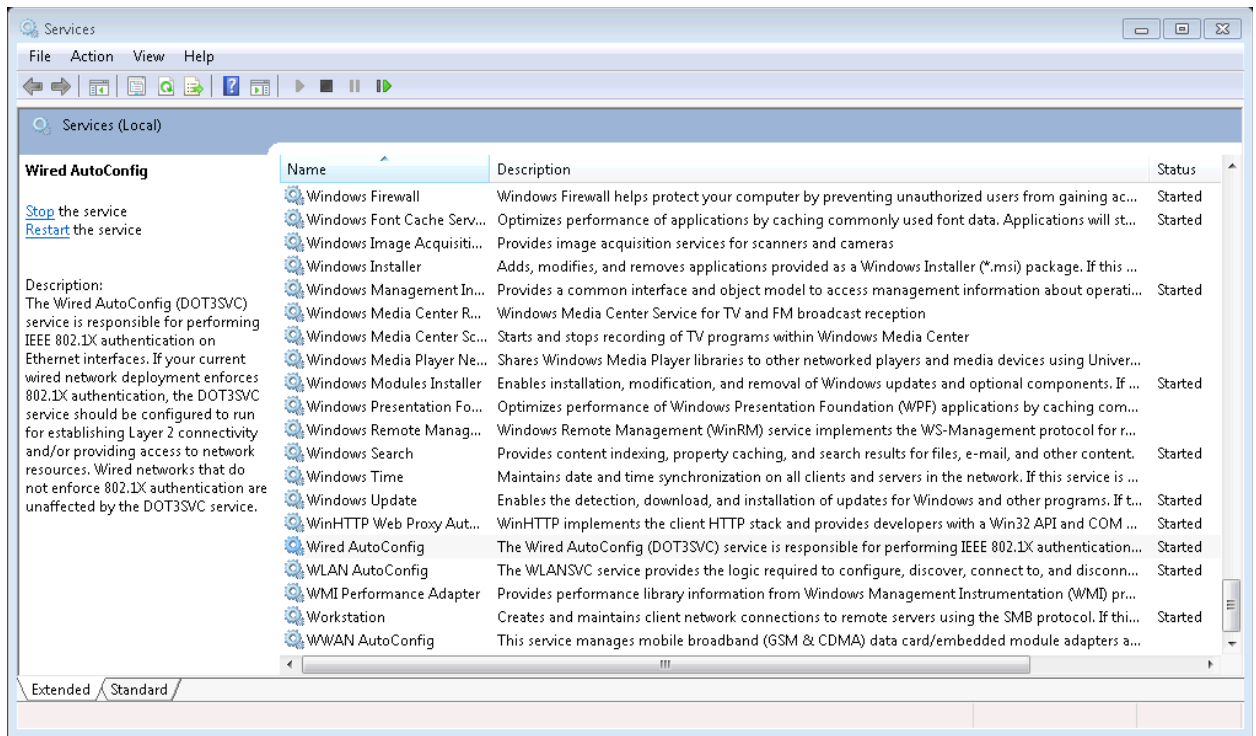 Services
File Action View Help
Services (Local)
Wired AutoConfig
Stop the service
Restart the service
Description:
The Wired AutoConfig (DOT3SVC)
service is responsible for performing
IEEE 802.1X authentication on
Ethernet interfaces. If your current
wired network deployment enforces
802.1X authentication, the DOT3SVC
service should be configured to run
for establishing Layer 2 connectivity
and/or providing access to network
resources. Wired networks that do
not enforce 802.1X authentication are
unaffected by the DOT3SVC service.
Name Description Status
Windows Firewall Windows Firewall helps protect your computer by preventing unauthorized users from gaining ac... Started
Windows Font Cache Serv... Optimizes performance of applications by caching commonly used font data. Applications will st... Started
Windows Image Acquisiti... Provides image acquisition services for scanners and cameras
Windows Installer Adds, modifies, and removes applications provided as a Windows Installer (*.msi) package. If this ...
Windows Management In... Provides a common interface and object model to access management information about operati... Started
Windows Media Center R... Windows Media Center Service for TV and FM broadcast reception
Windows Media Center Sc... Starts and stops recording of TV programs within Windows Media Center
Windows Media Player Ne... Shares Windows Media Player libraries to other networked players and media devices using Univer...
Windows Modules Installer Enables installation, modification, and removal of Windows updates and optional components. If ... Started
Windows Presentation Fo... Optimizes performance of Windows Presentation Foundation (WPF) applications by caching com...
Windows Remote Manag... Windows Remote Management (WinRM) service implements the WS-Management protocol for r...
Windows Search Provides content indexing, property caching, and search results for files, e-mail, and other content. Started
Windows Time Maintains date and time synchronization on all clients and servers in the network. If this service is ...
Windows Update Enables the detection, download, and installation of updates for Windows and other programs. If t... Started
WinHTTP Web Proxy Aut... WinHTTP implements the client HTTP stack and provides developers with a Win32 API and COM ... Started
Wired AutoConfig The Wired AutoConfig (DOT3SVC) service is responsible for performing IEEE 802.1X authentication... Started
WLAN AutoConfig The WLANSVC service provides the logic required to configure, discover, connect to, and disconn... Started
WMI Performance Adapter Provides performance library information from Windows Management Instrumentation (WMI) pr...
Workstation Creates and maintains client network connections to remote servers using the SMB protocol. If thi... Started
WWAN AutoConfig This service manages mobile broadband (GSM & CDMA) data card/embedded module adapters a...
Extended Standard